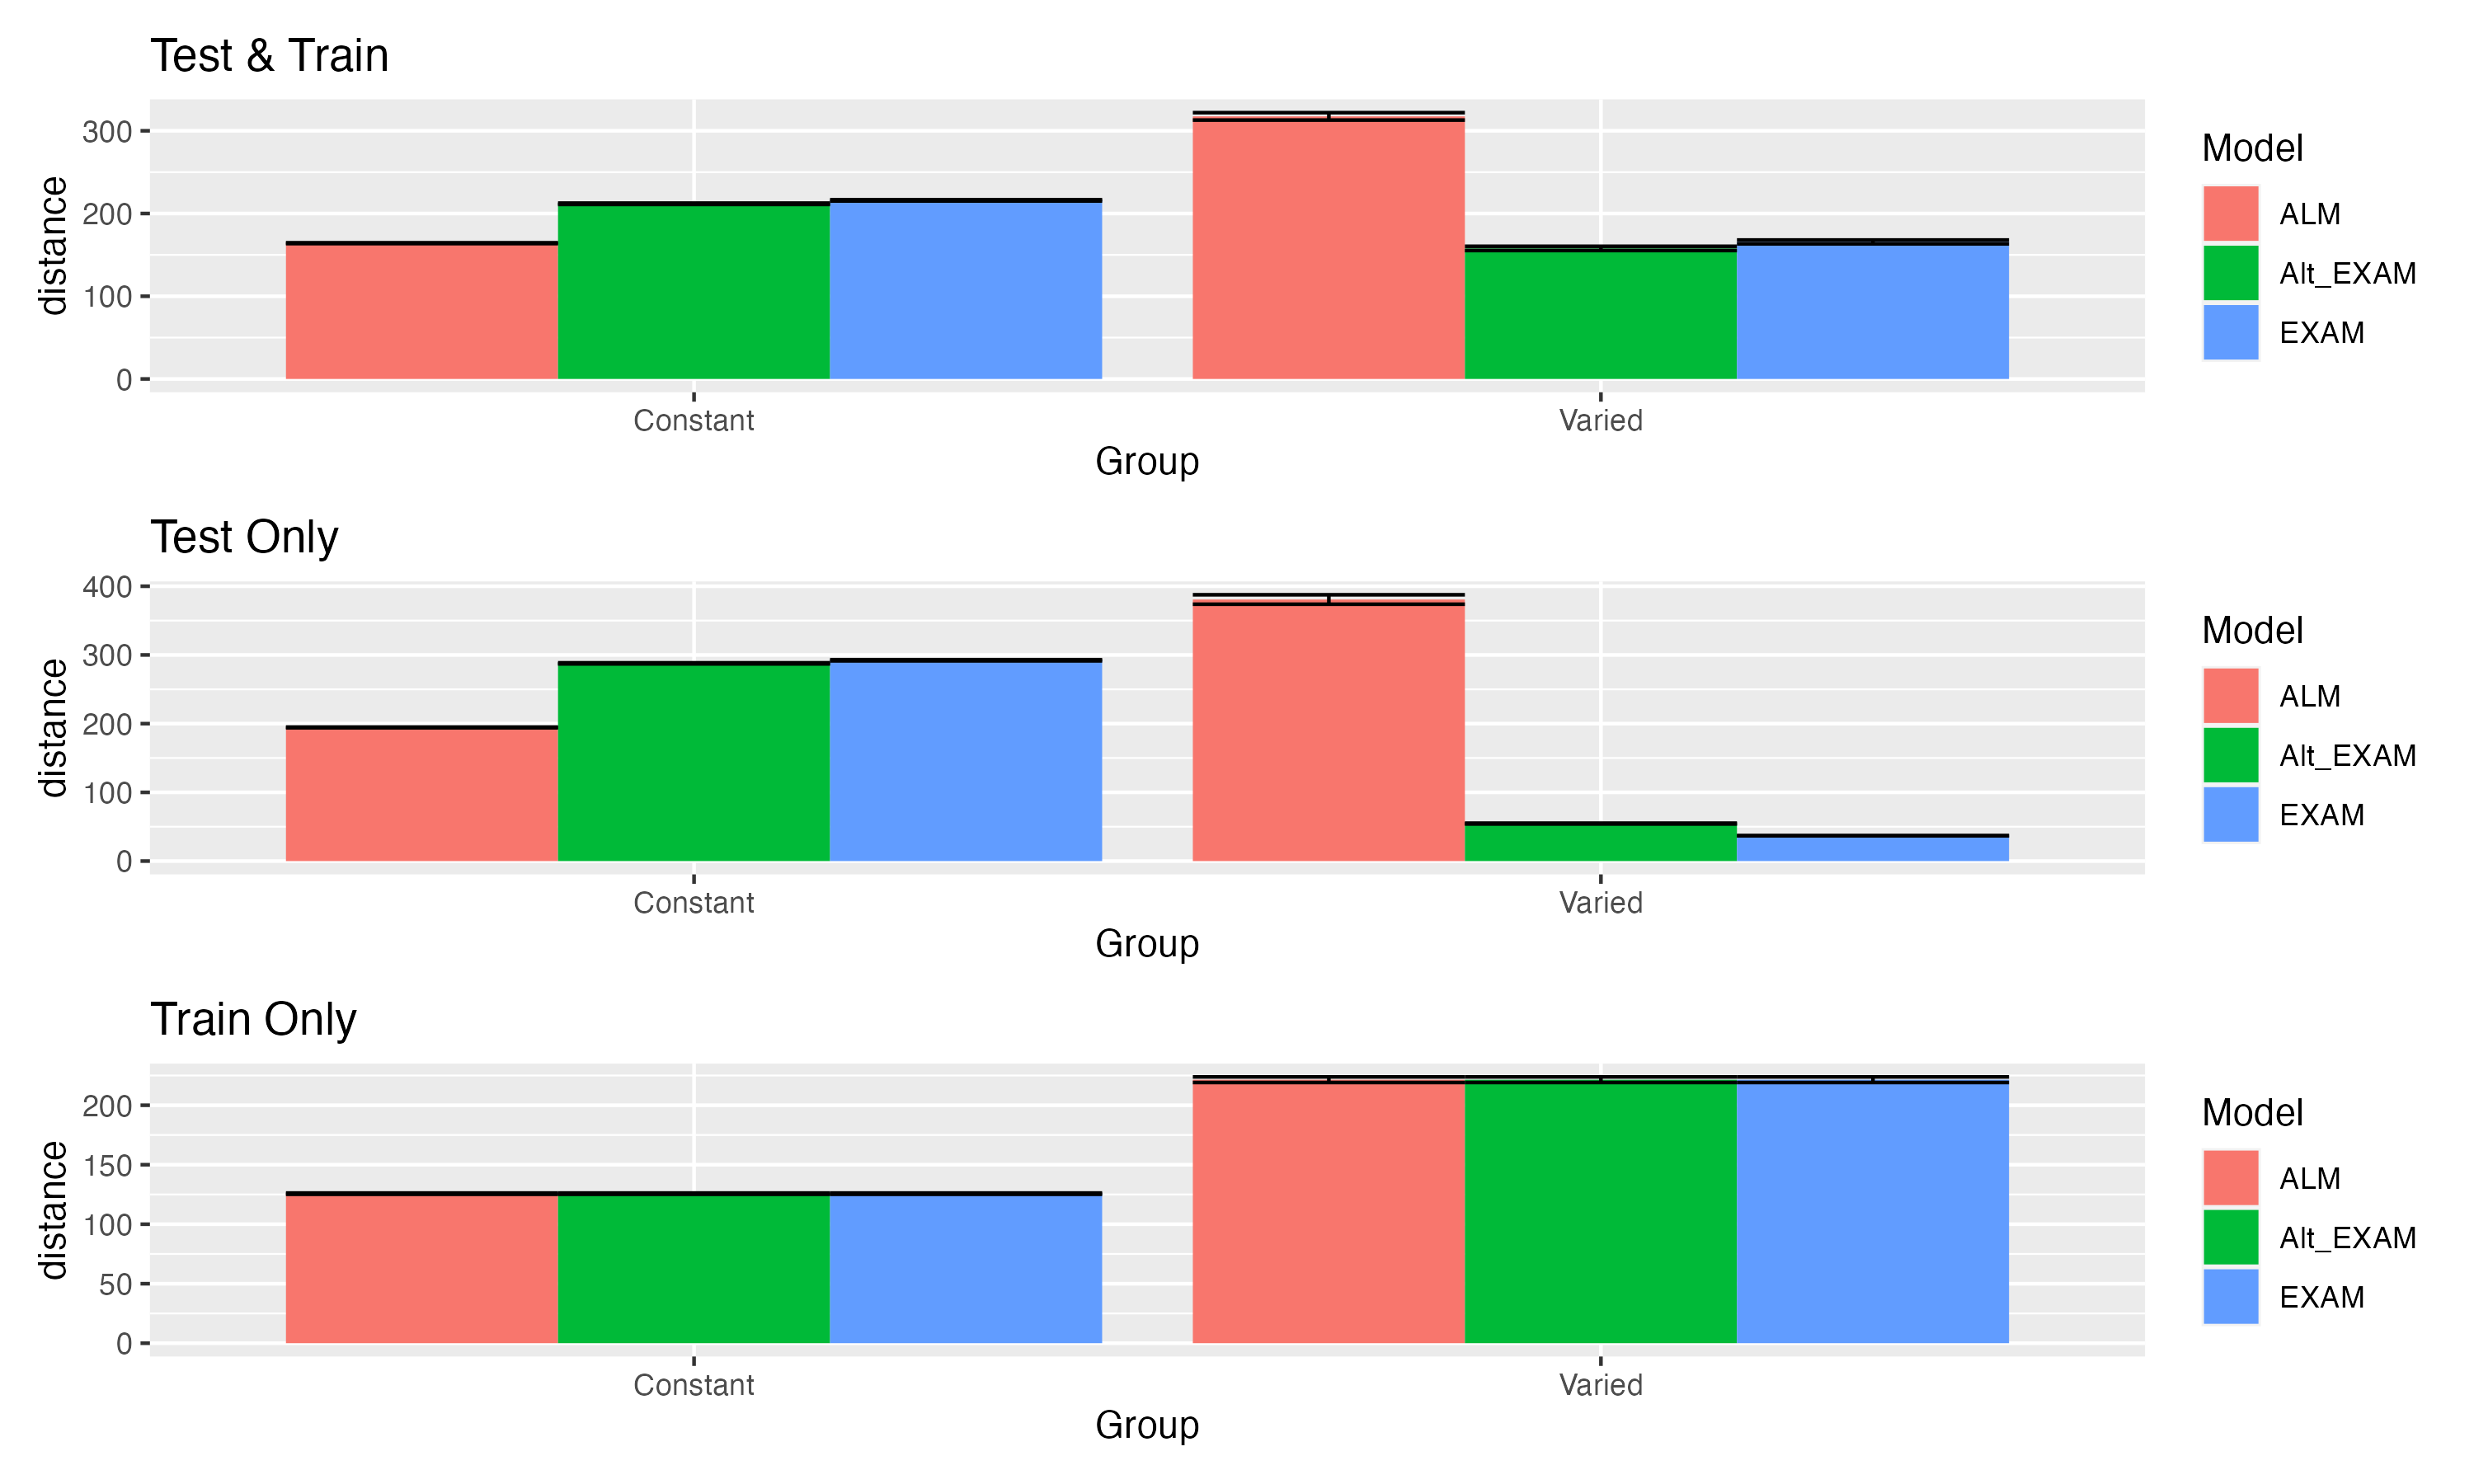 Test & Train
distance
300
200
100
0
Constant
Varied
Group
Model
ALM
Alt_EXAM
EXAM
Test Only
distance
400
300
200
100
0
Constant
Varied
Group
Model
ALM
Alt_EXAM
EXAM
Train Only
distance
200
150
100
50
0
Constant
Varied
Group
Model
ALM
Alt_EXAM
EXAM